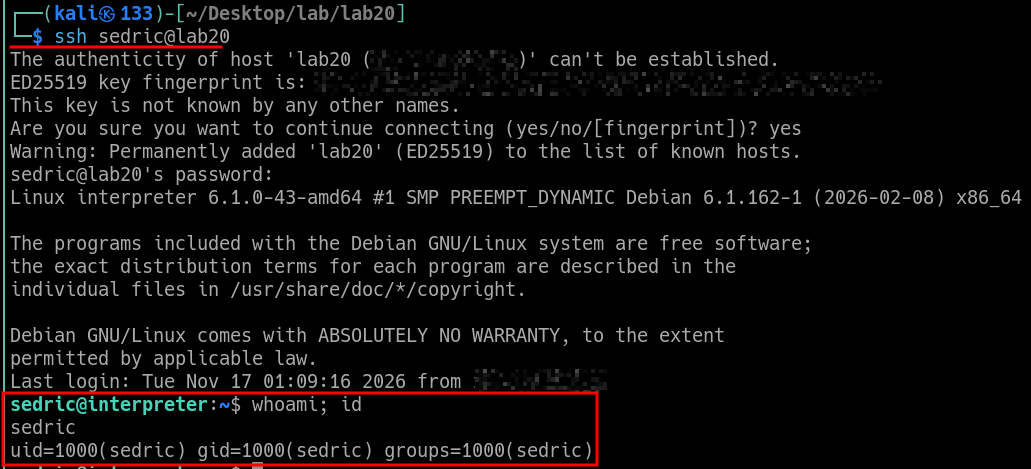 ┌──(kali㉿133)-[~/Desktop/lab/lab20]
└─$ ssh sedric@lab20
The authenticity of host 'lab20 ( )' can't be established.
ED25519 key fingerprint is:
This key is not known by any other names.
Are you sure you want to continue connecting (yes/no/[fingerprint])? yes
Warning: Permanently added 'lab20' (ED25519) to the list of known hosts.
sedric@lab20's password:
Linux interpreter 6.1.0-43-amd64 #1 SMP PREEMPT_DYNAMIC Debian 6.1.162-1 (2026-02-08) x86_64
The programs included with the Debian GNU/Linux system are free software;
the exact distribution terms for each program are described in the
individual files in /usr/share/doc/*/copyright.
Debian GNU/Linux comes with ABSOLUTELY NO WARRANTY, to the extent
permitted by applicable law.
Last login: Tue Nov 17 01:09:16 2026 from
sedric@interpreter:~$ whoami; id
sedric
uid=1000(sedric) gid=1000(sedric) groups=1000(sedric)